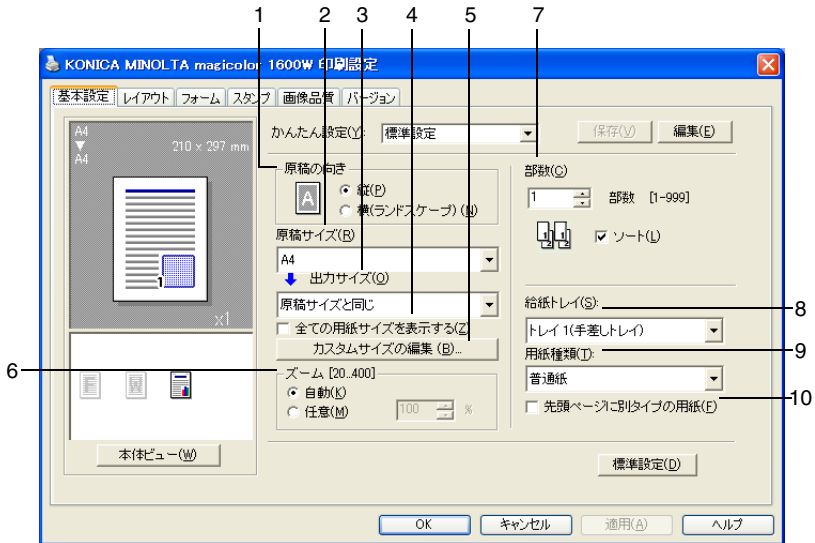 1 2 3 4 5 7
KONICA MINOLTA magicolor 1600W 印刷設定
基本設定 レイアウト フォーム スタンプ 画像品質 バージョン
A4
210 × 297 mm
A4
x1
1
F W
本体ビュー(W)
かんたん設定(Y): 標準設定 保存(V) 編集(E)
原稿の向き
A
縦(P)
横(ランドスケープ)(N)
原稿サイズ(R)
A4
出力サイズ(O)
原稿サイズと同じ
全ての用紙サイズを表示する(Z)
カスタムサイズの編集 (B)...
6
ズーム [20..400]
自動(K)
任意(M) 100 %
部数(C)
1 部数 [1-999]
1 2 1 2
ソート(L)
給紙トレイ(S):
8
トレイ 1(手差しトレイ)
用紙種類(T):
9
普通紙
10
先頭ページに別タイプの用紙(F)
標準設定(D)
OK キャンセル 適用(A) ヘルプ